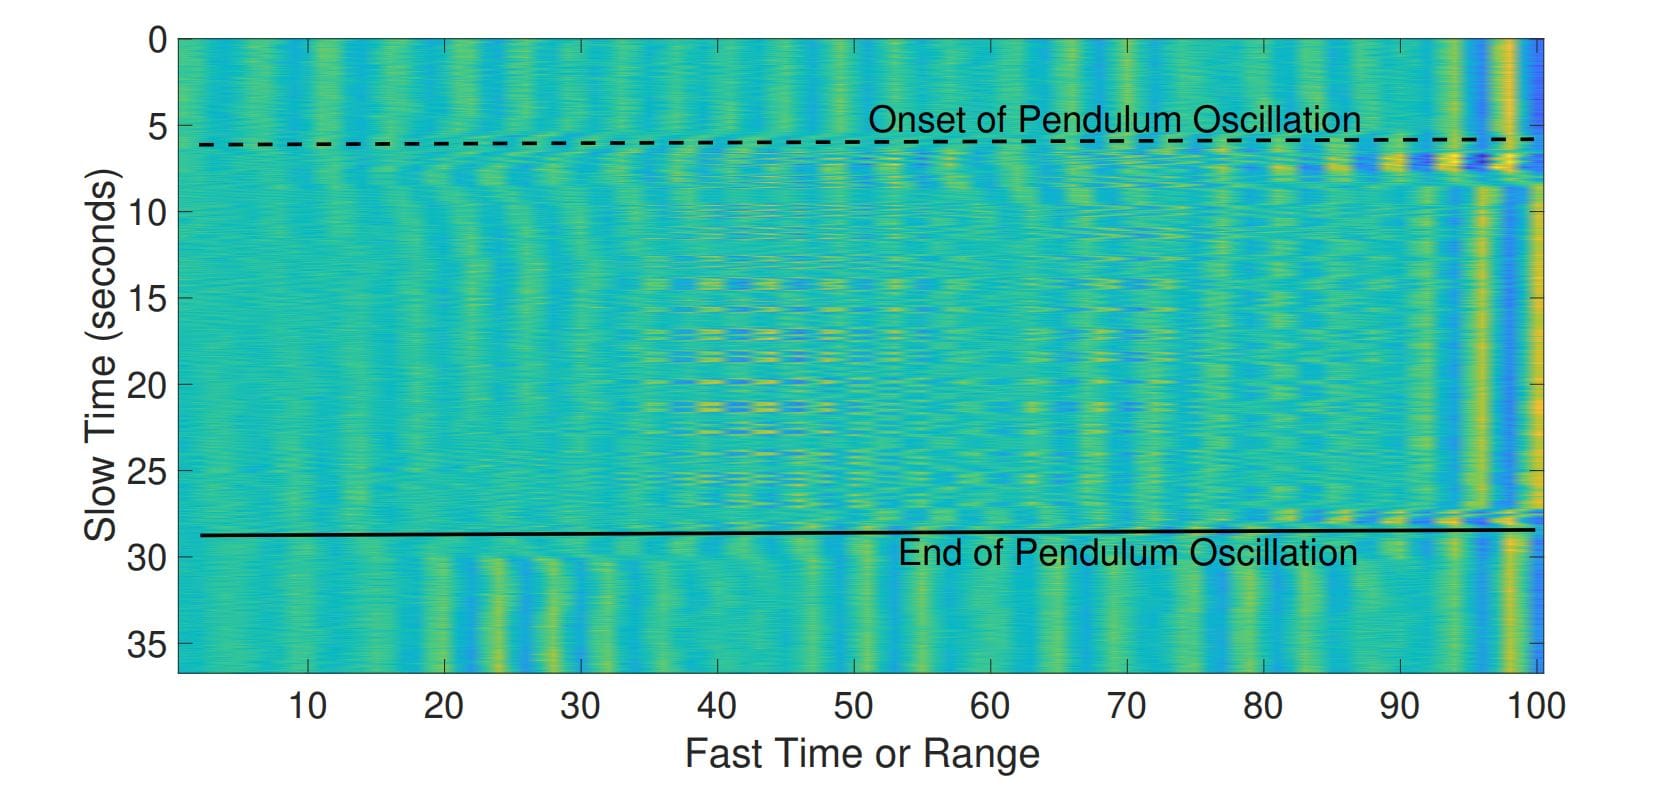 0
5
10
15
20
25
30
35
Slow Time (seconds)
Onset of Pendulum Oscillation
End of Pendulum Oscillation
10 20 30 40 50 60 70 80 90 100
Fast Time or Range